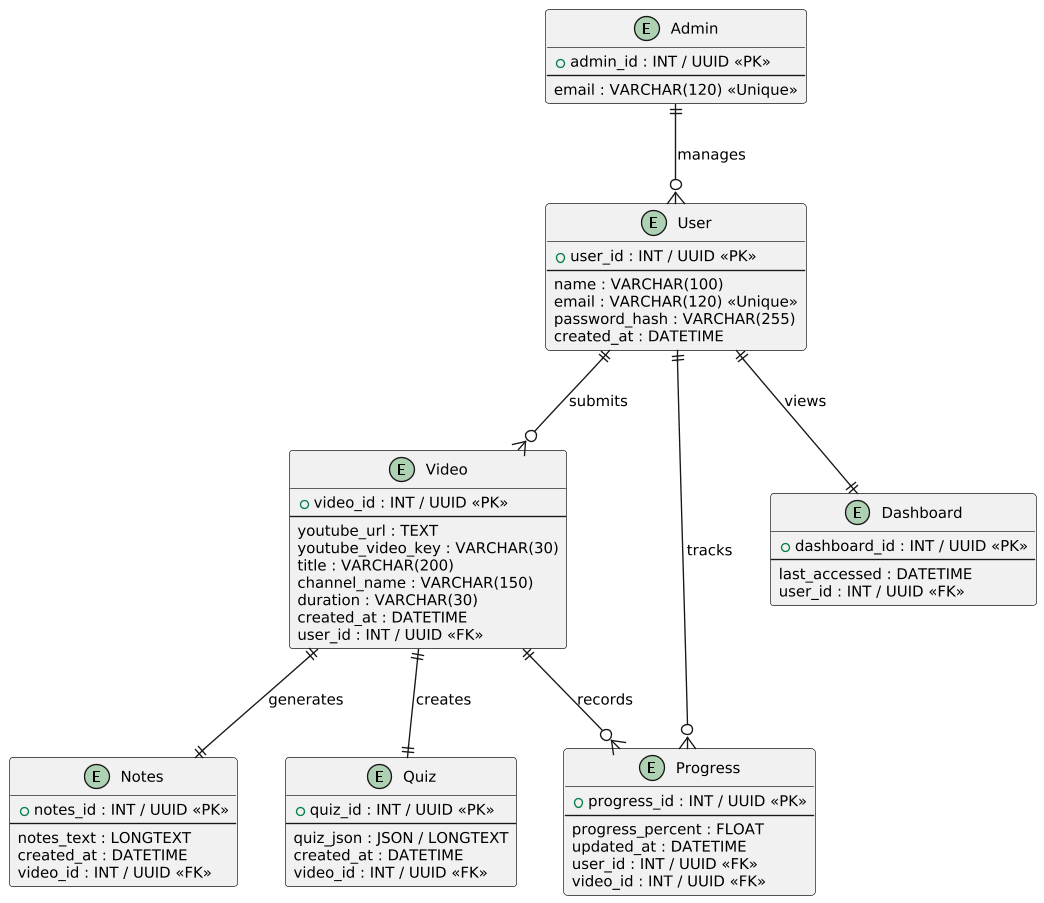 E Admin
admin_id : INT / UUID «PK»
email : VARCHAR(120) «Unique»
manages
E User
user_id : INT / UUID «PK»
name : VARCHAR(100)
email : VARCHAR(120) «Unique»
password_hash : VARCHAR(255)
created_at : DATETIME
submits
views
tracks
E Video
video_id : INT / UUID «PK»
youtube_url : TEXT
youtube_video_key : VARCHAR(30)
title : VARCHAR(200)
channel_name : VARCHAR(150)
duration : VARCHAR(30)
created_at : DATETIME
user_id : INT / UUID «FK»
E Dashboard
dashboard_id : INT / UUID «PK»
last_accessed : DATETIME
user_id : INT / UUID «FK»
generates
creates
records
E Notes
notes_id : INT / UUID «PK»
notes_text : LONGTEXT
created_at : DATETIME
video_id : INT / UUID «FK»
E Quiz
quiz_id : INT / UUID «PK»
quiz_json : JSON / LONGTEXT
created_at : DATETIME
video_id : INT / UUID «FK»
E Progress
progress_id : INT / UUID «PK»
progress_percent : FLOAT
updated_at : DATETIME
user_id : INT / UUID «FK»
video_id : INT / UUID «FK»